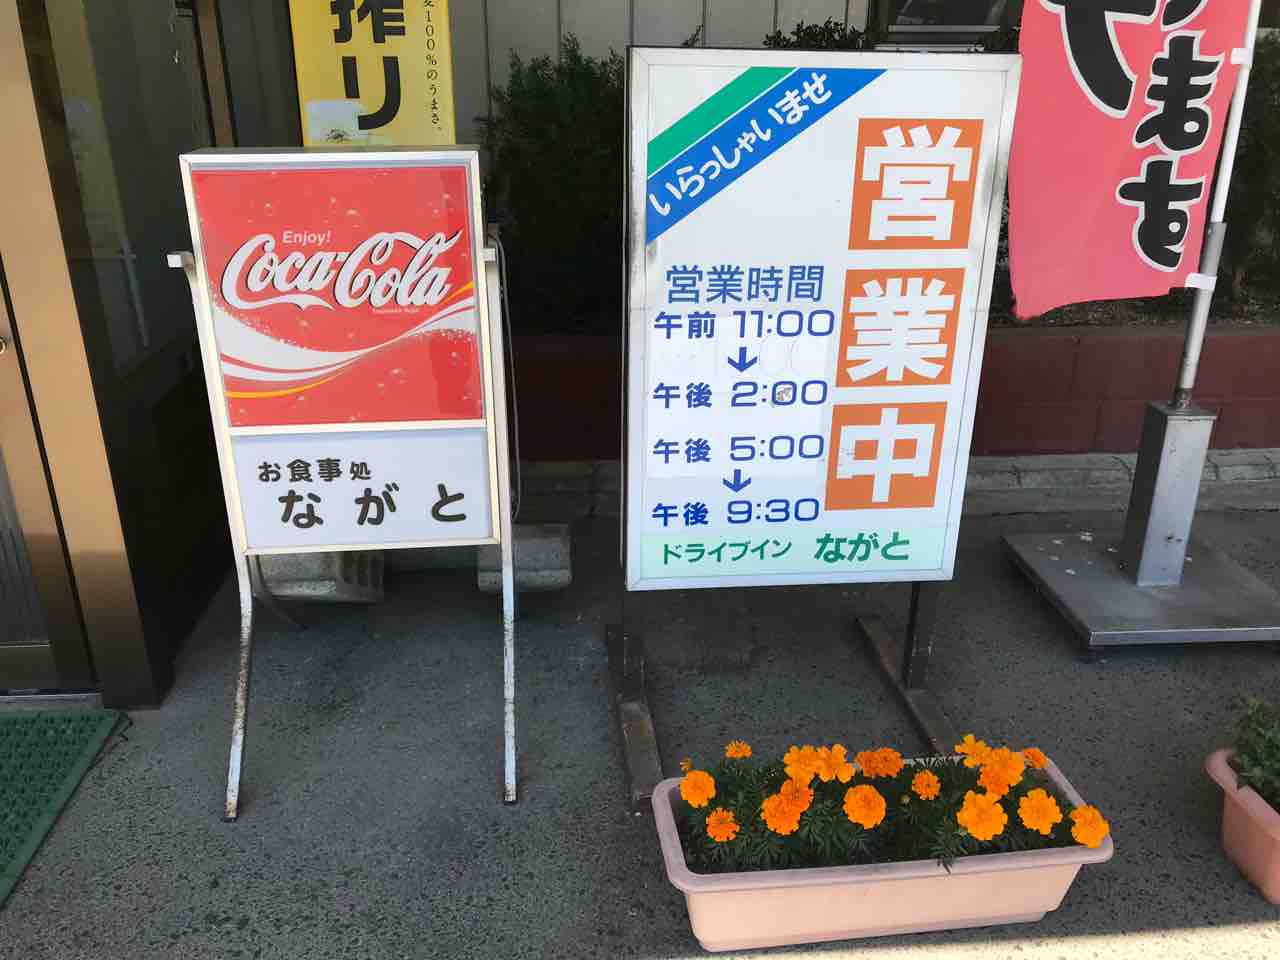 搾り
麦100%のうまさ。
Enjoy!
Coca-Cola
お食事処
ながと
いらっしゃいませ
営業中
営業時間
午前 11:00
↓
午後 2:00
午後 5:00
↓
午後 9:30
ドライブイン ながと
ます